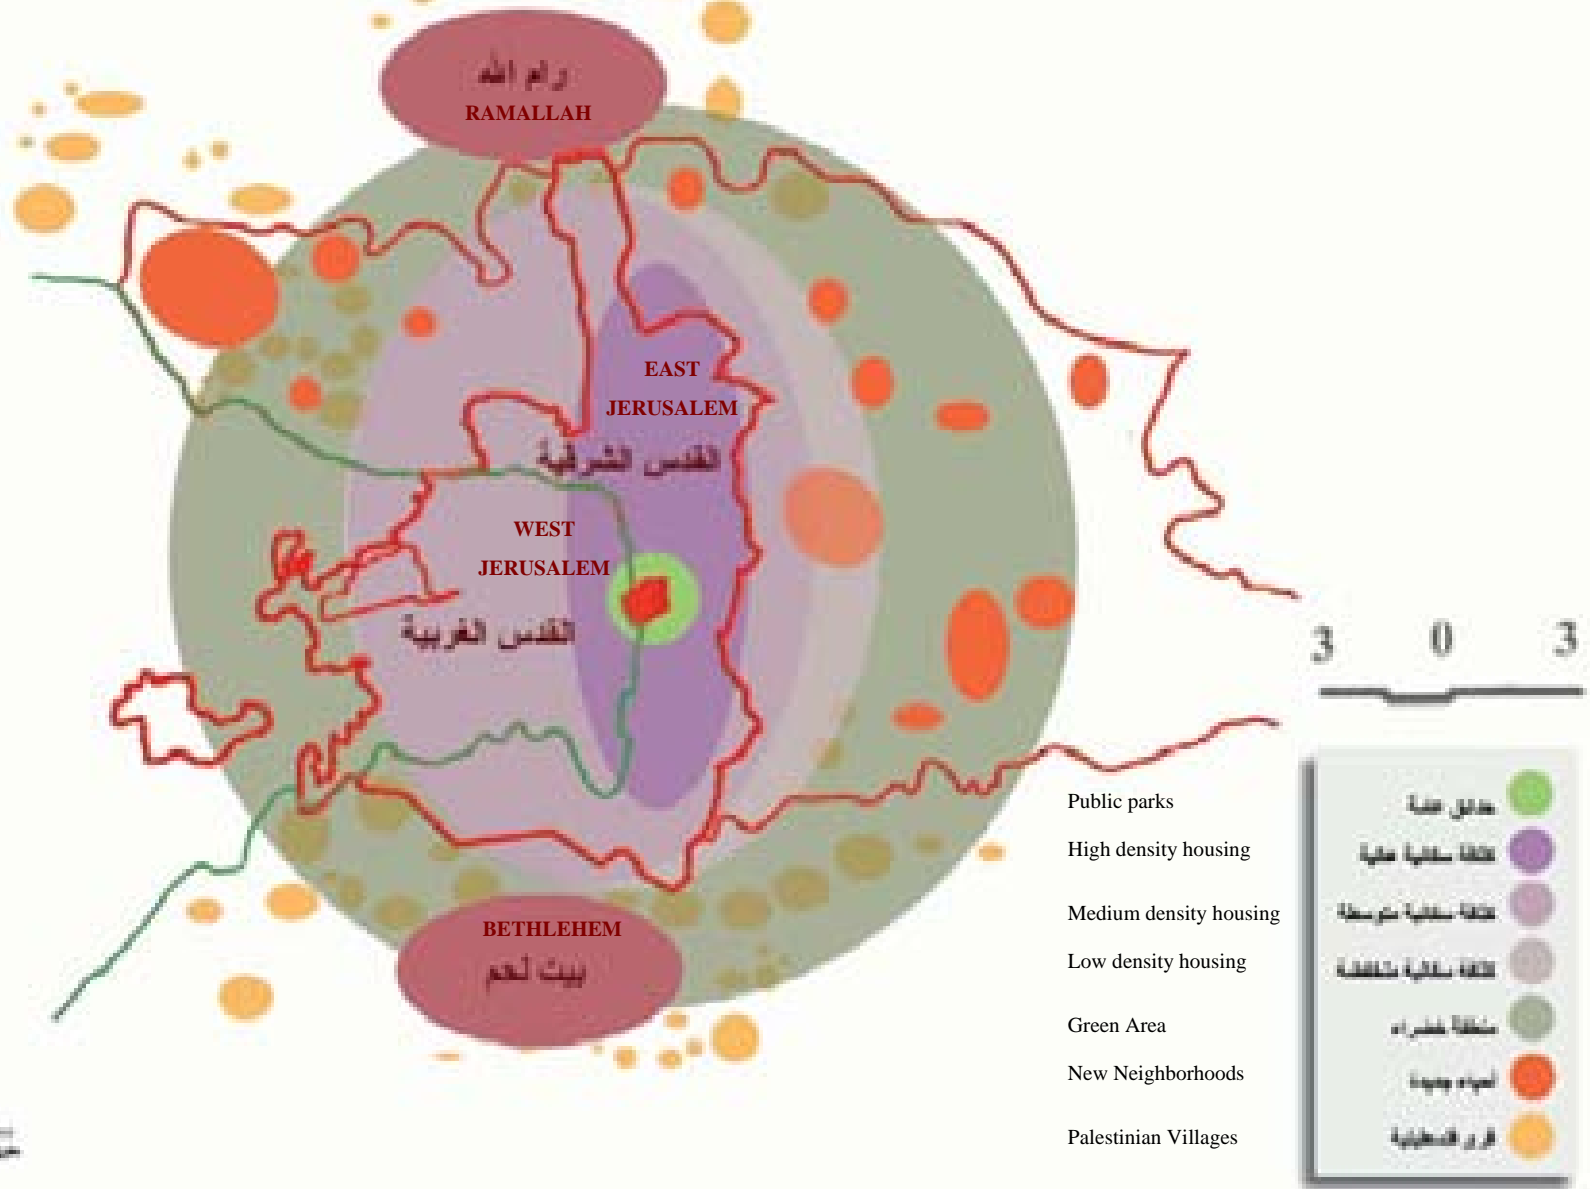 رام الله
RAMALLAH
EAST
JERUSALEM
القدس الشرقية
WEST
JERUSALEM
القدس الغربية
BETHLEHEM
بيت لحم
3 0 3
Public parks
حدائق عامة
High density housing
كثافة سكانية عالية
Medium density housing
كثافة سكانية متوسطة
Low density housing
كثافة سكانية منخفضة
Green Area
منطقة خضراء
New Neighborhoods
أحياء جديدة
Palestinian Villages
قرى فلسطينية